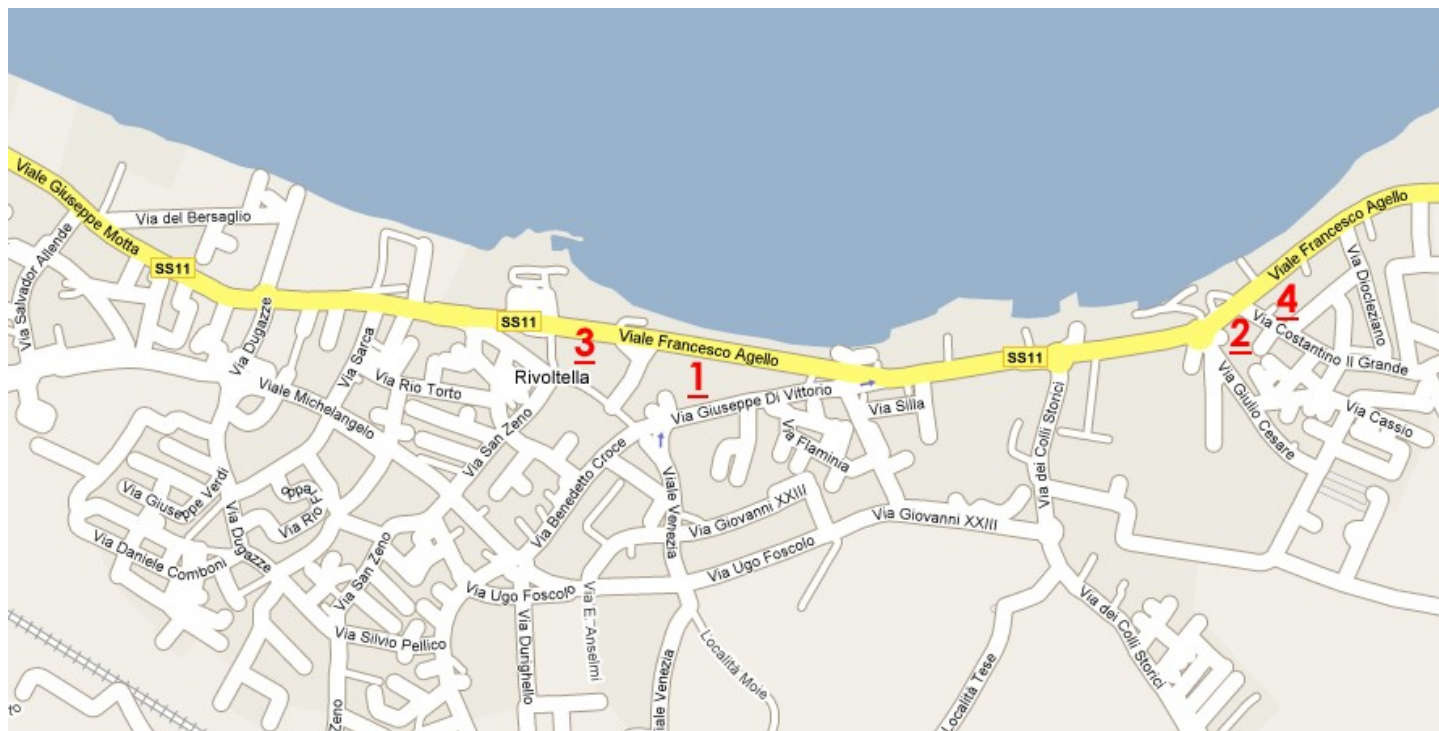 Viale Giuseppe Motta
Via del Bersaglio
Via Salvador Allende
SS11
Via Dugazze
Viale Francesco Agello
4
Via Diocleziano
2
Via Costantino II Grande
SS11
3
Viale Francesco Agello
SS11
Via Sarca
Rivoltella
1
Via Rio Torto
Via Giuseppe Di Vittorio
Via Silla
Via dei Colli Storici
Via Giulio Cesare
Via Cassio
Viale Michelangelo
Via San Zeno
Via Benedetto Croce
Via Flaminia
Via Giuseppe Verdi
oppa
Via Rio F
Viale Venezia
Via Giovanni XXIII
Via Giovanni XXIII
Via Dugazze
Via Daniele Comboni
Via San Zeno
Via Ugo Foscolo
Via Ugo Foscolo
Via E. Anselmi
Via Silvio Pellico
Via Durighello
Località Moie
Viale Venezia
Località Tese
Via dei Colli Storici
Zeno